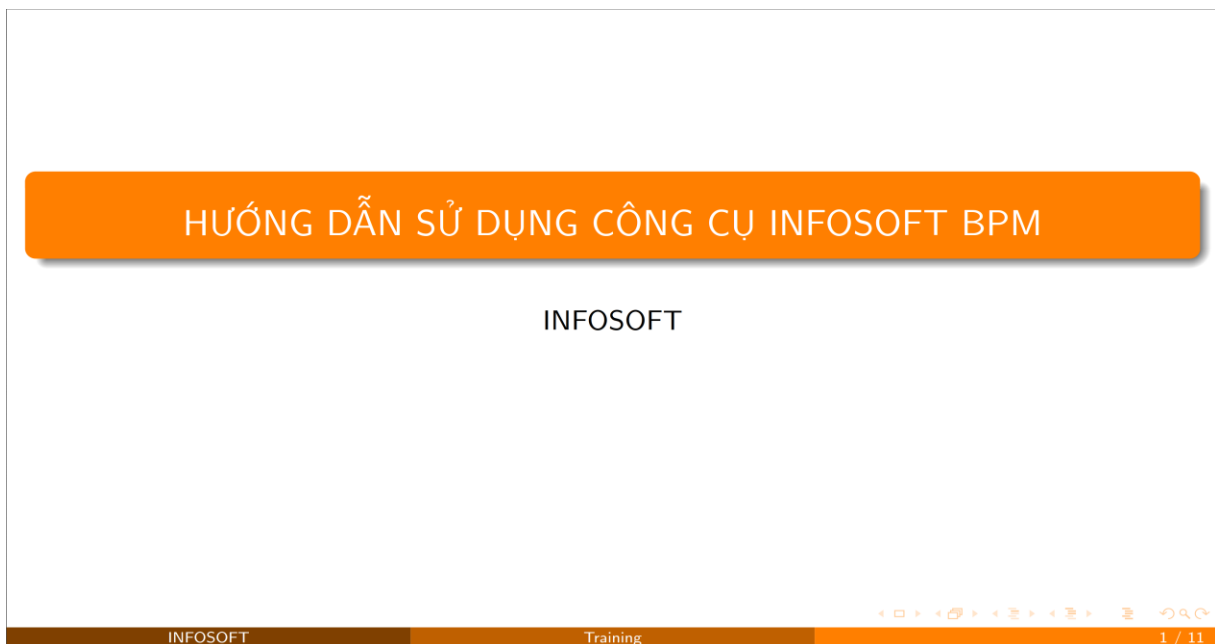 HƯỚNG DẪN SỬ DỤNG CÔNG CỤ INFOSOFT BPM
INFOSOFT
INFOSOFT
Training
1 / 11